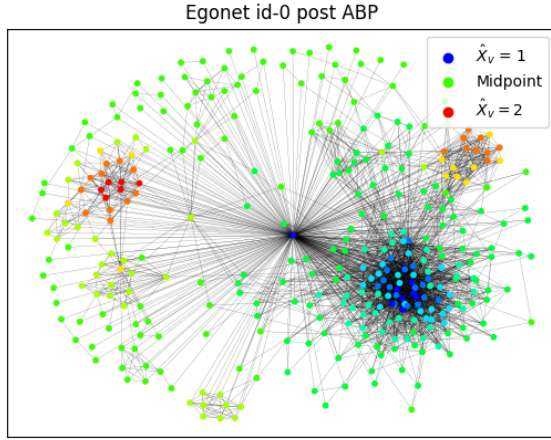 Egonet id-0 post ABP
X̂ᵥ = 1
Midpoint
X̂ᵥ = 2